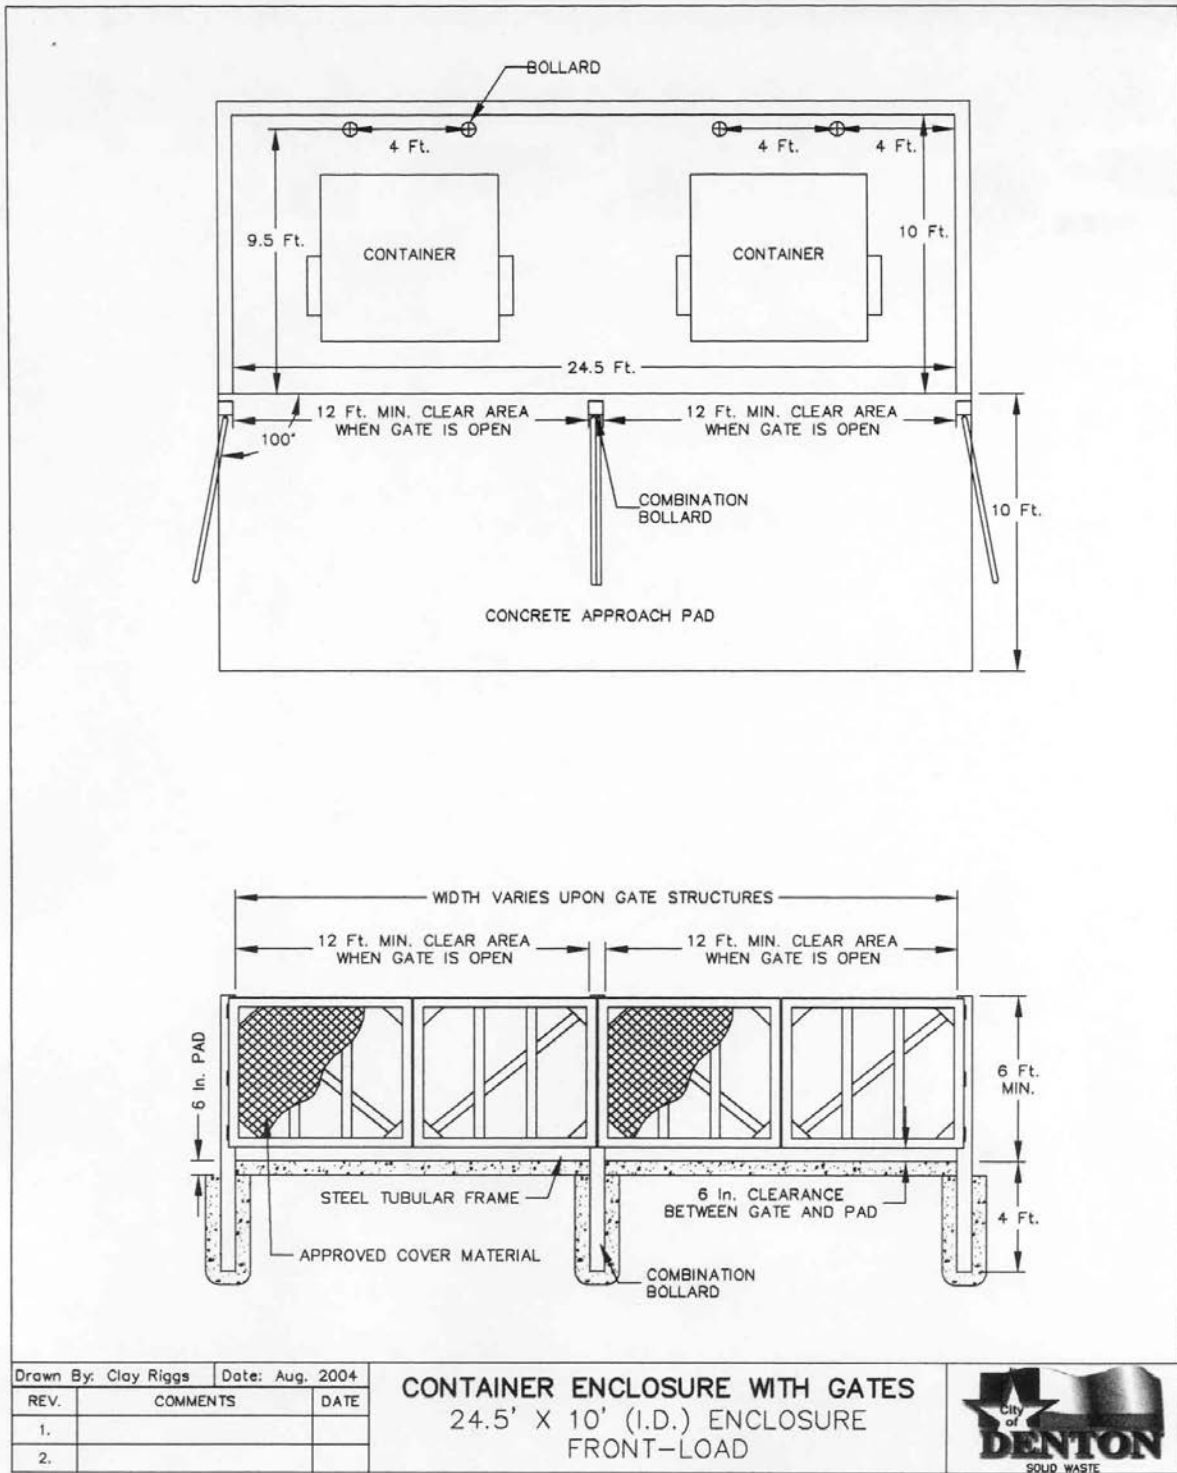 BOLLARD
4 Ft.
4 Ft.
4 Ft.
9.5 Ft.
CONTAINER
CONTAINER
10 Ft.
24.5 Ft.
12 Ft. MIN. CLEAR AREA
WHEN GATE IS OPEN
12 Ft. MIN. CLEAR AREA
WHEN GATE IS OPEN
100°
COMBINATION
BOLLARD
10 Ft.
CONCRETE APPROACH PAD
WIDTH VARIES UPON GATE STRUCTURES
12 Ft. MIN. CLEAR AREA
WHEN GATE IS OPEN
12 Ft. MIN. CLEAR AREA
WHEN GATE IS OPEN
6 In. PAD
6 Ft.
MIN.
STEEL TUBULAR FRAME
6 In. CLEARANCE
BETWEEN GATE AND PAD
4 Ft.
APPROVED COVER MATERIAL
COMBINATION
BOLLARD
Drawn By: Clay Riggs Date: Aug. 2004
REV. COMMENTS DATE
1.
2.
CONTAINER ENCLOSURE WITH GATES
24.5' X 10' (I.D.) ENCLOSURE
FRONT-LOAD
City
of
DENTON
SOLID WASTE